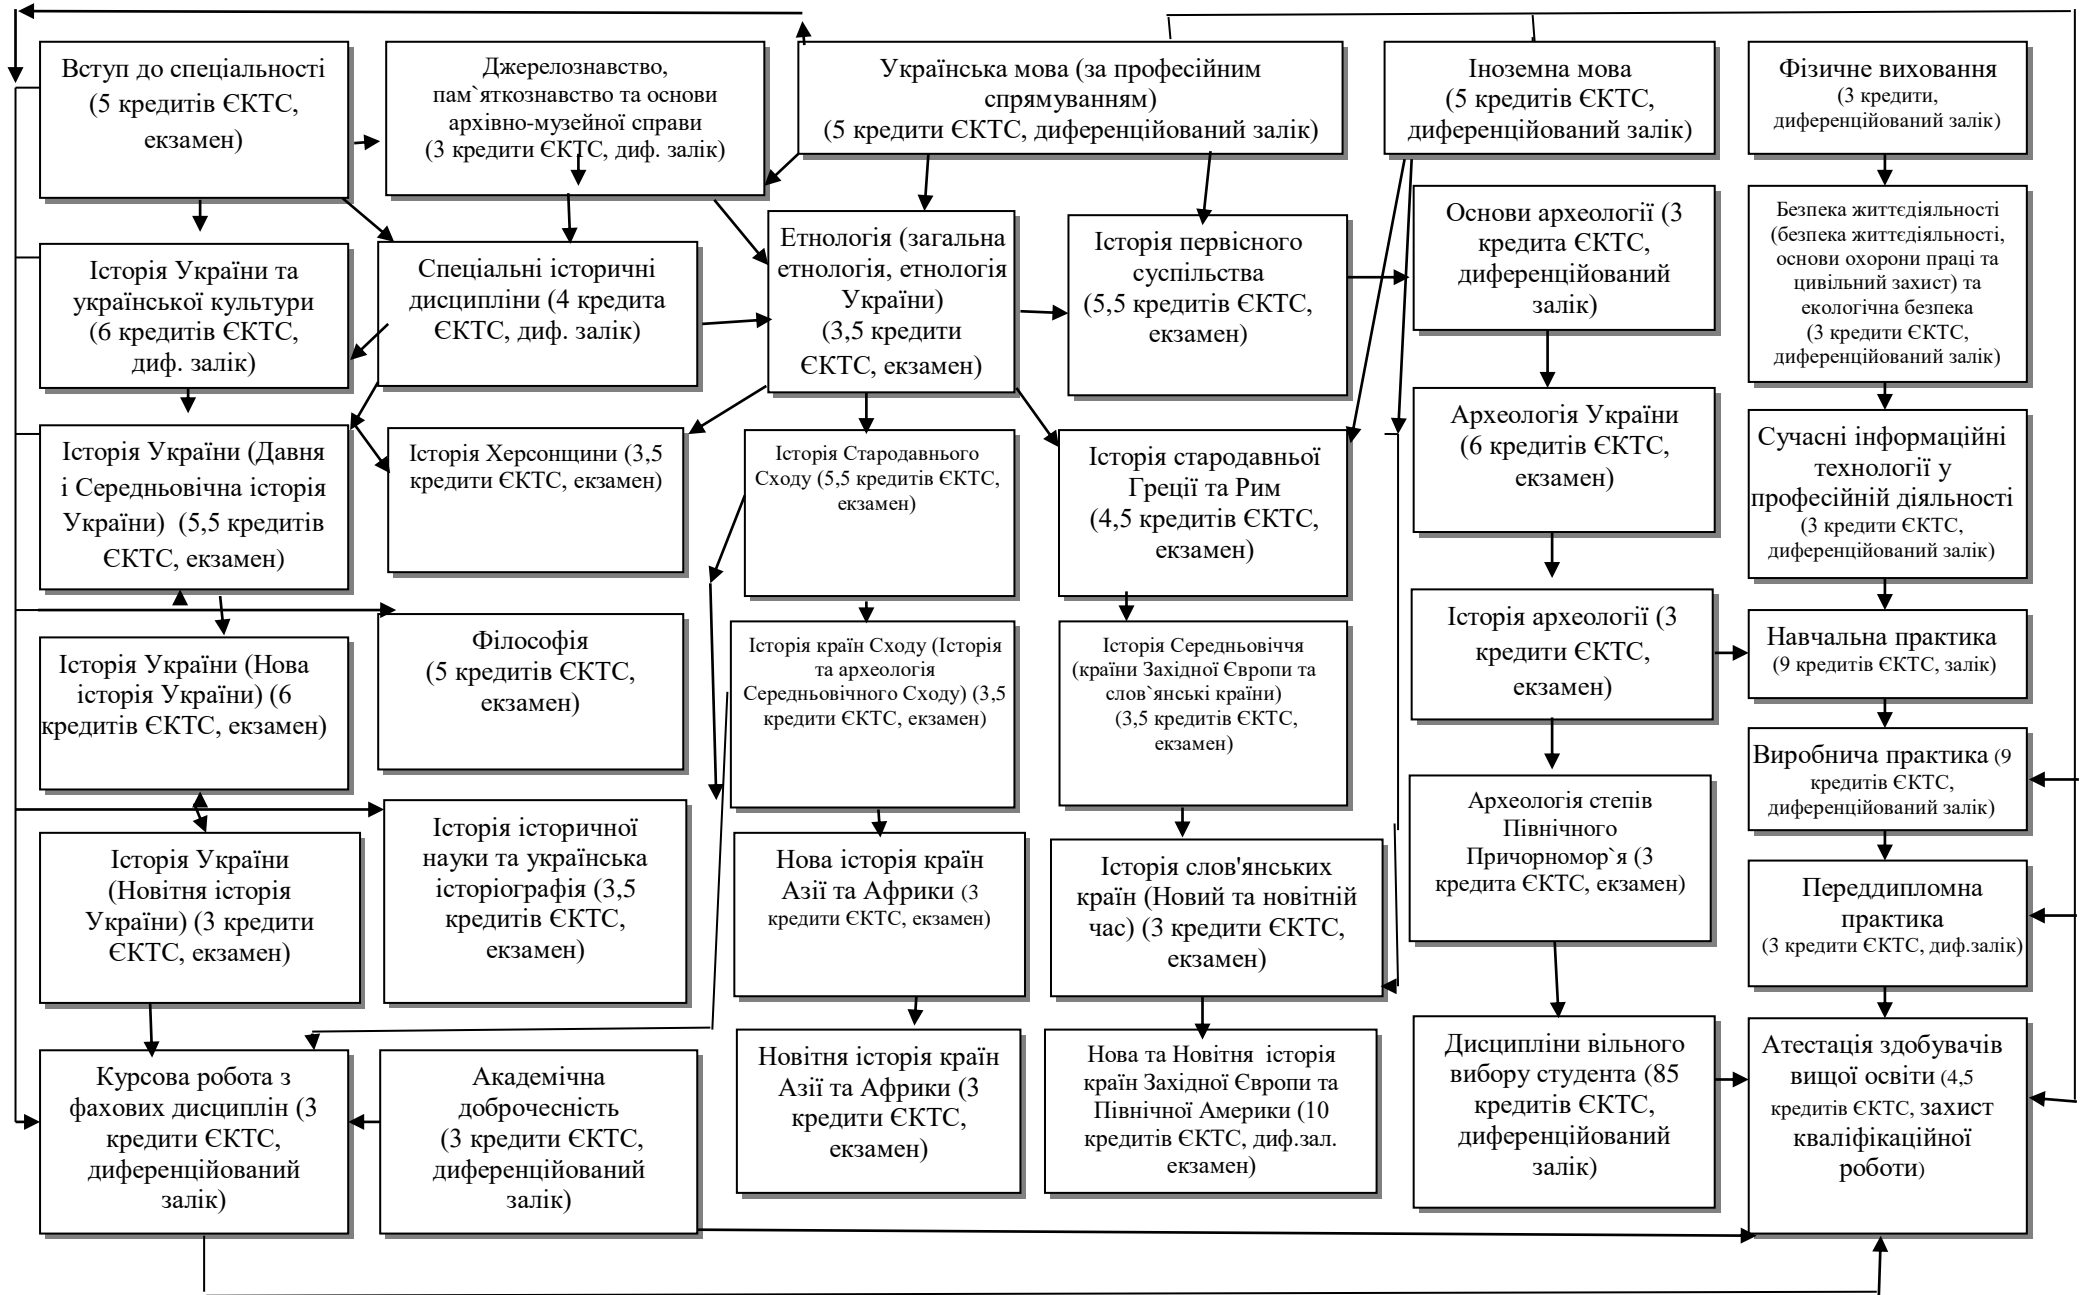 Вступ до спеціальності
(5 кредитів ЄКТС,
екзамен)
Джерелознавство,
пам`яткознавство та основи
архівно-музейної справи
(3 кредити ЄКТС, диф. залік)
Українська мова (за професійним
спрямуванням)
(5 кредити ЄКТС, диференційований залік)
Іноземна мова
(5 кредитів ЄКТС,
диференційований залік)
Фізичне виховання
(3 кредити,
диференційований залік)
Історія України та
української культури
(6 кредитів ЄКТС,
диф. залік)
Спеціальні історичні
дисципліни (4 кредита
ЄКТС, диф. залік)
Етнологія (загальна
етнологія, етнологія
України)
(3,5 кредити
ЄКТС, екзамен)
Історія первісного
суспільства
(5,5 кредитів ЄКТС,
екзамен)
Основи археології (3
кредита ЄКТС,
диференційований
залік)
Безпека життєдіяльності
(безпека життєдіяльності,
основи охорони праці та
цивільний захист) та
екологічна безпека
(3 кредити ЄКТС,
диференційований залік)
Історія України (Давня
і Середньовічна історія
України)  (5,5 кредитів
ЄКТС, екзамен)
Історія Херсонщини (3,5
кредити ЄКТС, екзамен)
Історія Стародавнього
Сходу (5,5 кредитів ЄКТС,
екзамен)
Історія стародавньої
Греції та Рим
(4,5 кредитів ЄКТС,
екзамен)
Археологія України
(6 кредитів ЄКТС,
екзамен)
Сучасні інформаційні
технології у
професійній діяльності
(3 кредити ЄКТС,
диференційований залік)
Історія України (Нова
історія України) (6
кредитів ЄКТС, екзамен)
Філософія
(5 кредитів ЄКТС,
екзамен)
Історія країн Сходу (Історія
та археологія
Середньовічного Сходу) (3,5
кредити ЄКТС, екзамен)
Історія Середньовіччя
(країни Західної Європи та
слов`янські країни)
(3,5 кредитів ЄКТС,
екзамен)
Історія археології (3
кредити ЄКТС,
екзамен)
Навчальна практика
(9 кредитів ЄКТС, залік)
Виробнича практика (9
кредитів ЄКТС,
диференційований залік)
Історія України
(Новітня історія
України) (3 кредити
ЄКТС, екзамен)
Історія історичної
науки та українська
історіографія (3,5
кредитів ЄКТС,
екзамен)
Нова історія країн
Азії та Африки (3
кредити ЄКТС, екзамен)
Історія слов'янських
країн (Новий та новітній
час) (3 кредити ЄКТС,
екзамен)
Археологія степів
Північного
Причорномор`я (3
кредита ЄКТС, екзамен)
Переддипломна
практика
(3 кредити ЄКТС, диф.залік)
Курсова робота з
фахових дисциплін (3
кредити ЄКТС,
диференційований
залік)
Академічна
доброчесність
(3 кредити ЄКТС,
диференційований
залік)
Новітня історія країн
Азії та Африки (3
кредити ЄКТС,
екзамен)
Нова та Новітня  історія
країн Західної Європи та
Північної Америки (10
кредитів ЄКТС, диф.зал.
екзамен)
Дисципліни вільного
вибору студента (85
кредитів ЄКТС,
диференційований
залік)
Атестація здобувачів
вищої освіти (4,5
кредитів ЄКТС, захист
кваліфікаційної
роботи)